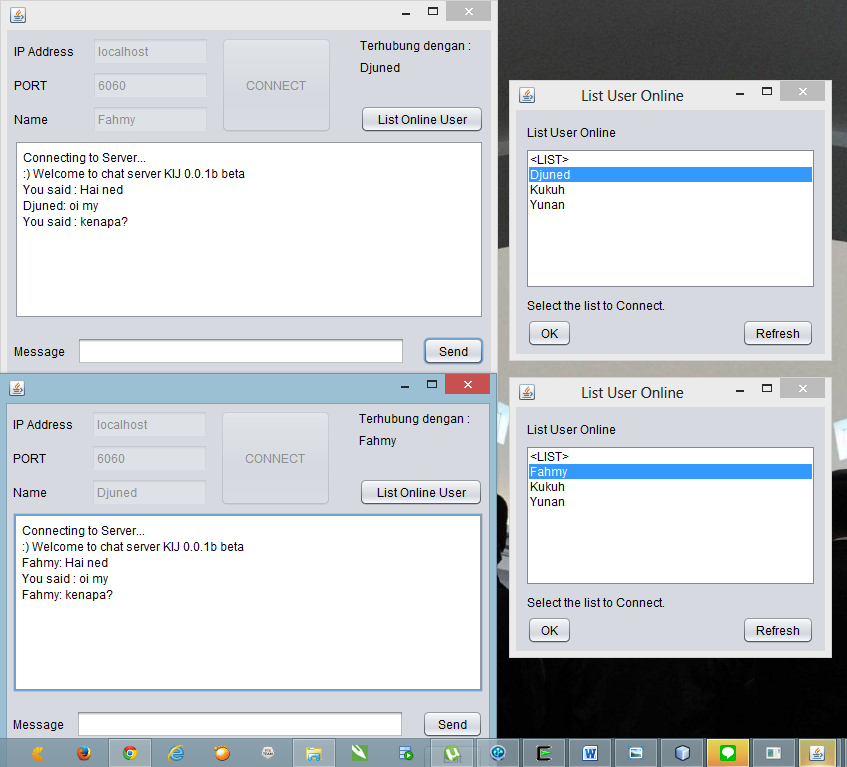 IP Address
localhost
PORT
6060
Name
Fahmy
CONNECT
Terhubung dengan :
Djuned
List Online User
Connecting to Server...
:) Welcome to chat server KIJ 0.0.1b beta
You said : Hai ned
Djuned: oi my
You said : kenapa?
Message
Send
List User Online
List User Online
<LIST>
Djuned
Kukuh
Yunan
Select the list to Connect.
OK
Refresh
IP Address
localhost
PORT
6060
Name
Djuned
CONNECT
Terhubung dengan :
Fahmy
List Online User
Connecting to Server...
:) Welcome to chat server KIJ 0.0.1b beta
Fahmy: Hai ned
You said : oi my
Fahmy: kenapa?
Message
Send
List User Online
List User Online
<LIST>
Fahmy
Kukuh
Yunan
Select the list to Connect.
OK
Refresh